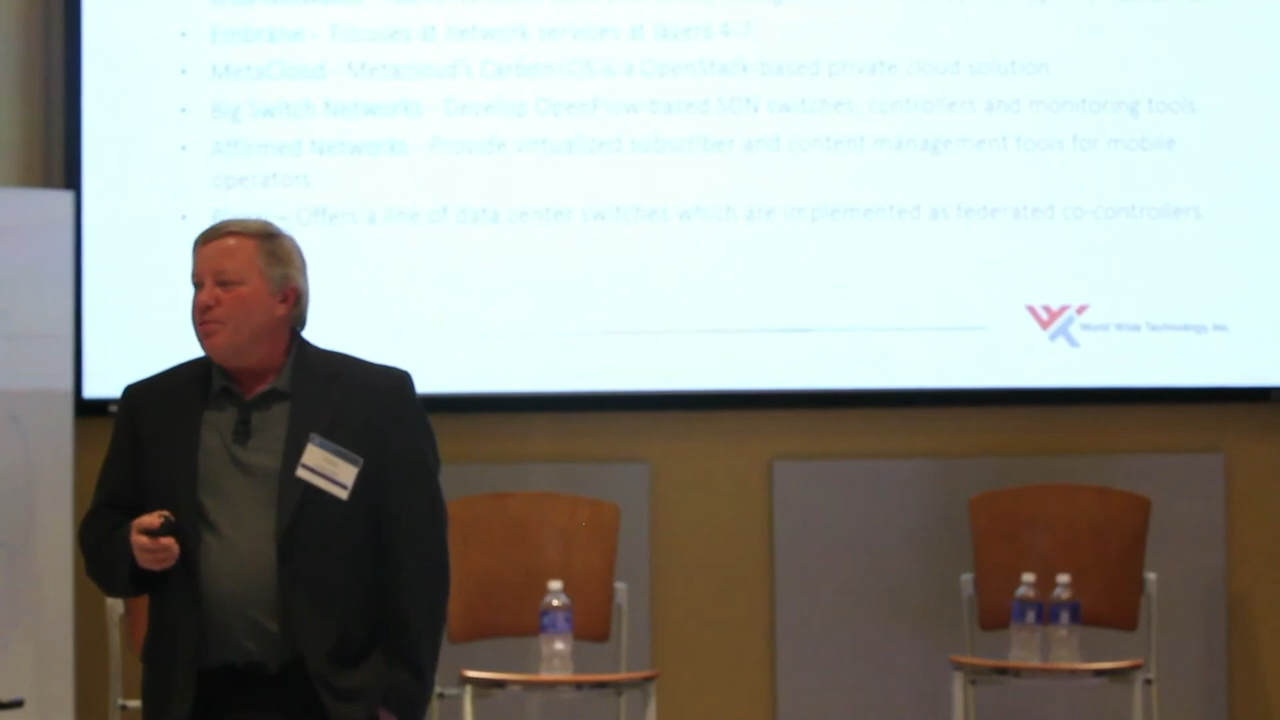 Embrane - Focuses at network services at layers 4-7
MetaCloud - Metacloud's Carbon|OS is a OpenStack-based private cloud solution
Big Switch Networks - Develop OpenFlow-based SDN switches, controllers and monitoring tools.
Affirmed Networks - Provide virtualized subscriber and content management tools for mobile
operators.
– Offers a line of data center switches which are implemented as federated co-controllers.
World Wide Technology, Inc.